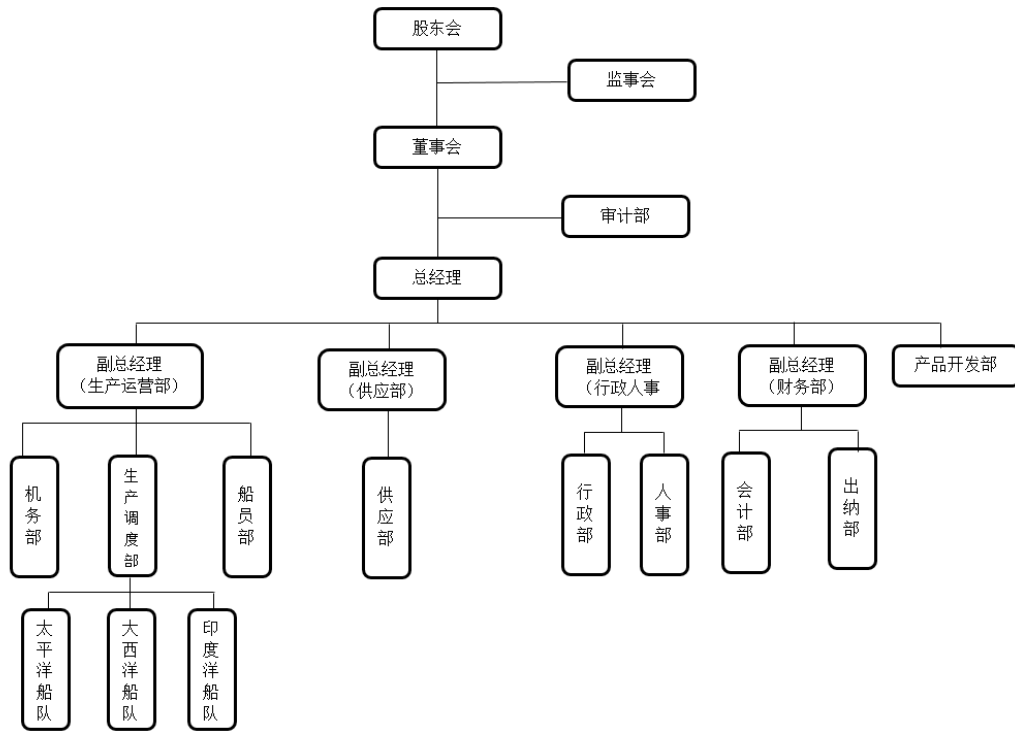 股东会
监事会
董事会
审计部
总经理
副总经理
（生产运营部）
副总经理
（供应部）
副总经理
（行政人事
副总经理
（财务部）
产品开发部
机务部
生产调度部
船员部
供应部
行政部
人事部
会计部
出纳部
太平洋船队
大西洋船队
印度洋船队